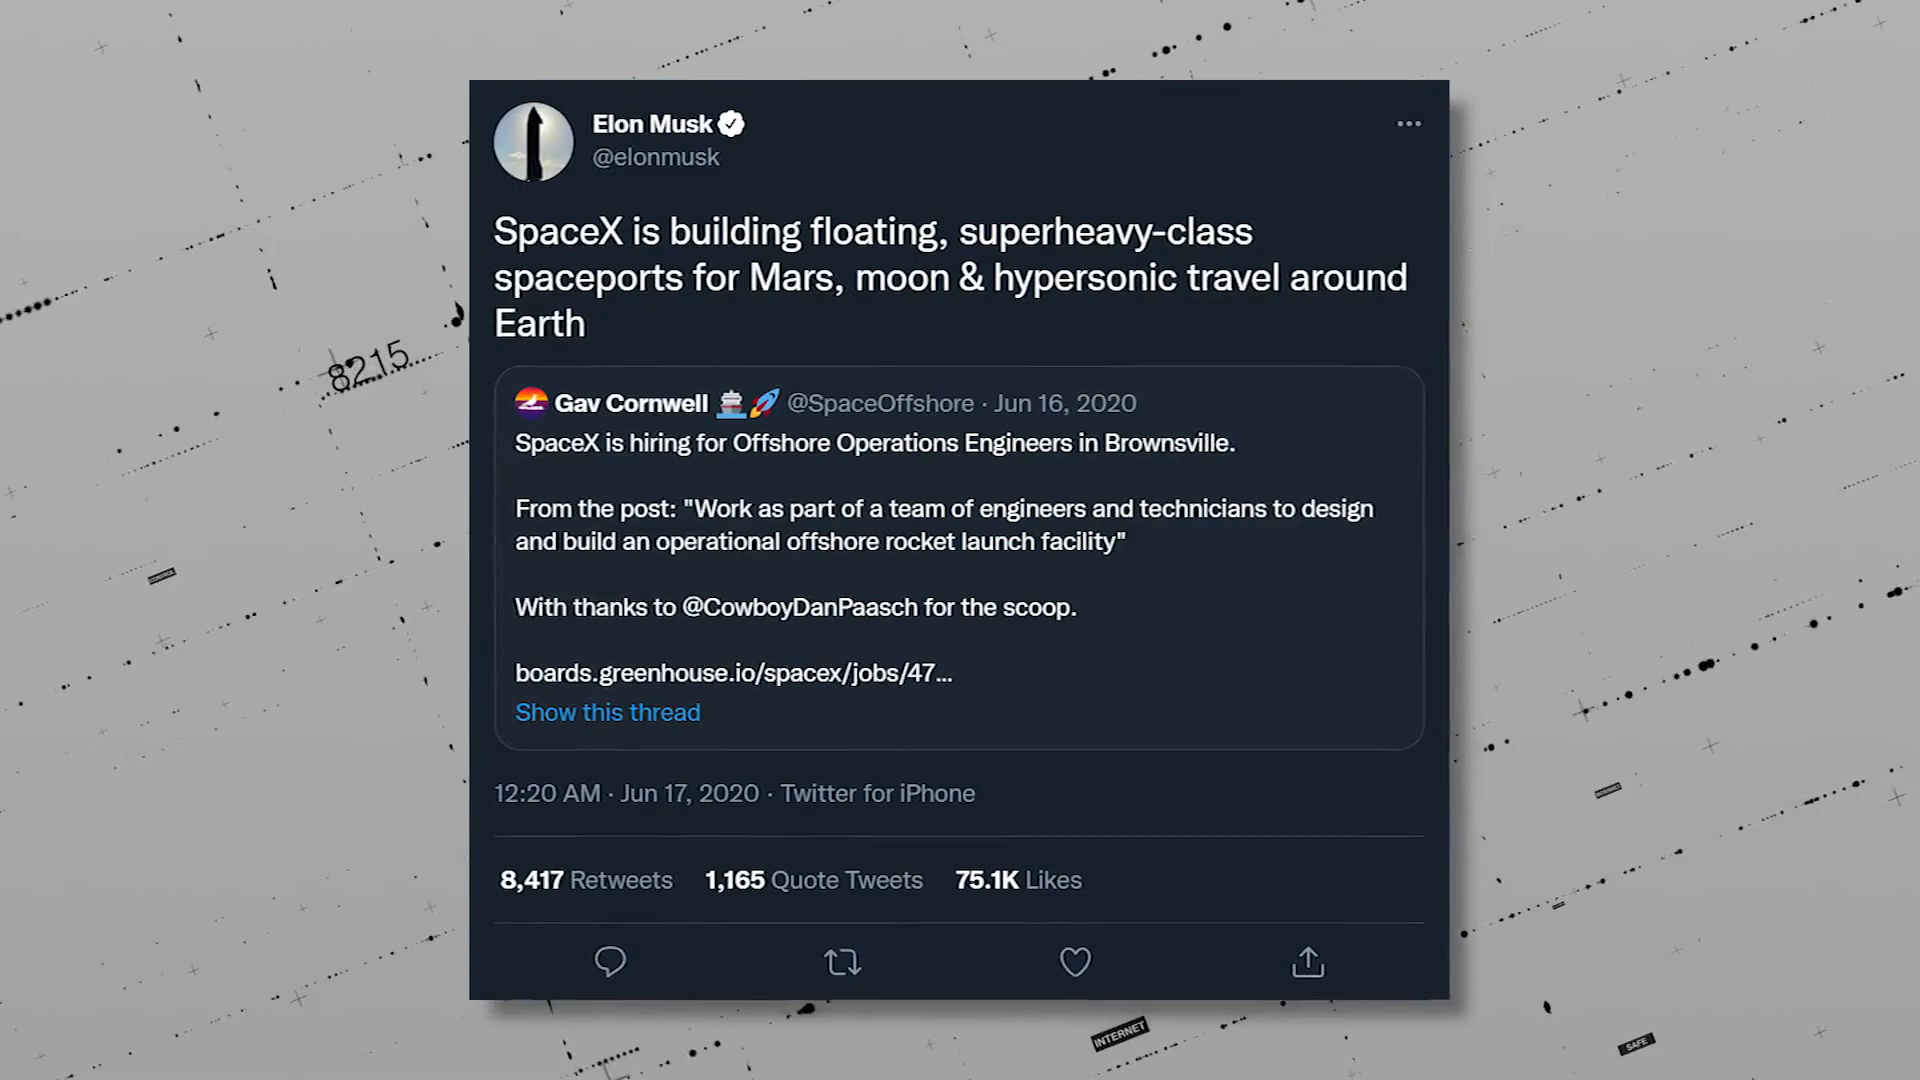 Elon Musk
@elonmusk
SpaceX is building floating, superheavy-class
spaceports for Mars, moon & hypersonic travel around
Earth
Gav Cornwell 🚢🚀 @SpaceOffshore · Jun 16, 2020
SpaceX is hiring for Offshore Operations Engineers in Brownsville.
From the post: "Work as part of a team of engineers and technicians to design
and build an operational offshore rocket launch facility"
With thanks to @CowboyDanPaasch for the scoop.
boards.greenhouse.io/spacex/jobs/47...
Show this thread
12:20 AM · Jun 17, 2020 · Twitter for iPhone
8,417 Retweets 1,165 Quote Tweets 75.1K Likes
8215
INTERNET
SAFE